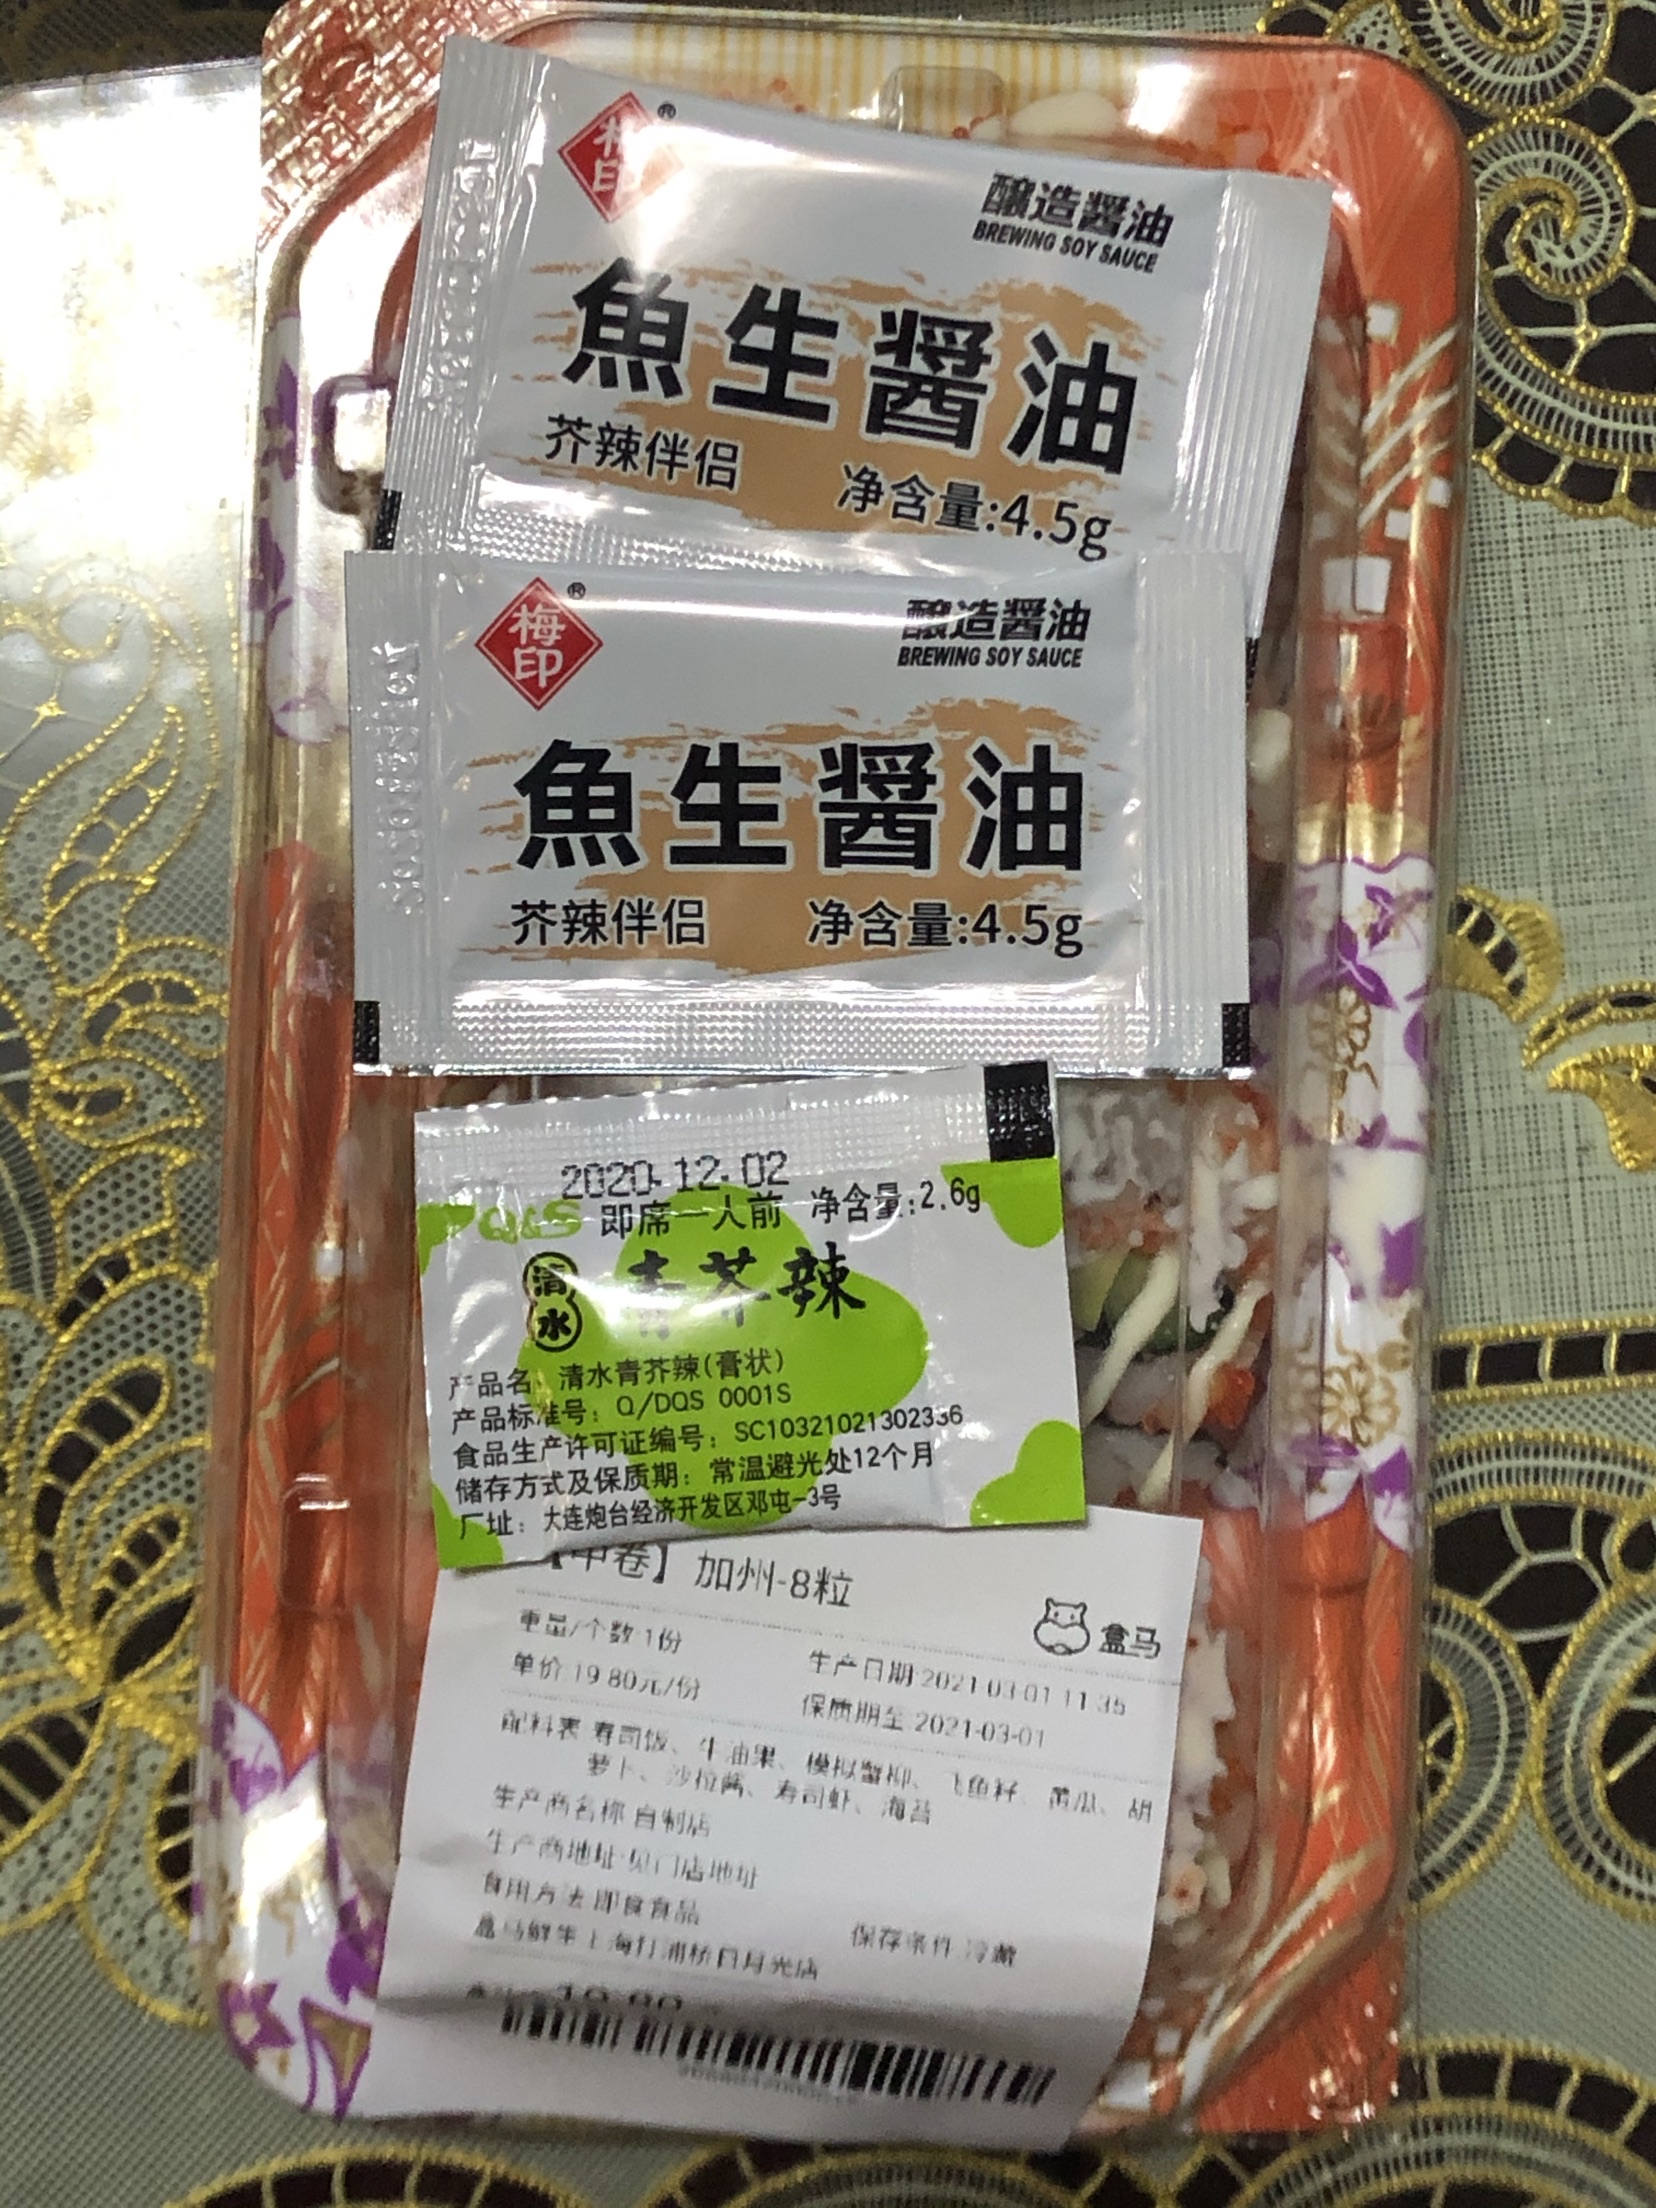 梅印®
醸造醤油
BREWING SOY SAUCE
魚生醤油
芥辣伴侣
净含量:4.5g
梅印®
醸造醤油
BREWING SOY SAUCE
魚生醤油
芥辣伴侣
净含量:4.5g
2020.12.02
Q&S 即席一人前 净含量:2.6g
清水 青芥辣
产品名: 清水青芥辣(膏状)
产品标准号: Q/DQS 0001S
食品生产许可证编号: SC10321021302336
储存方式及保质期: 常温避光处12个月
厂址: 大连炮台经济开发区邓屯-3号
【中卷】加州-8粒
盒马
重量/个数 1份
生产日期 2021-03-01 11:35
单价 19.80元/份
保质期至 2021-03-01
配料表 寿司饭、牛油果、模拟蟹柳、飞鱼籽、黄瓜、胡
萝卜、沙拉酱、寿司虾、海苔
生产商名称 自制店
生产商地址 见门店地址
食用方法 即食食品
保存条件 冷藏
盒马鲜生上海打浦桥日月光店
19.80